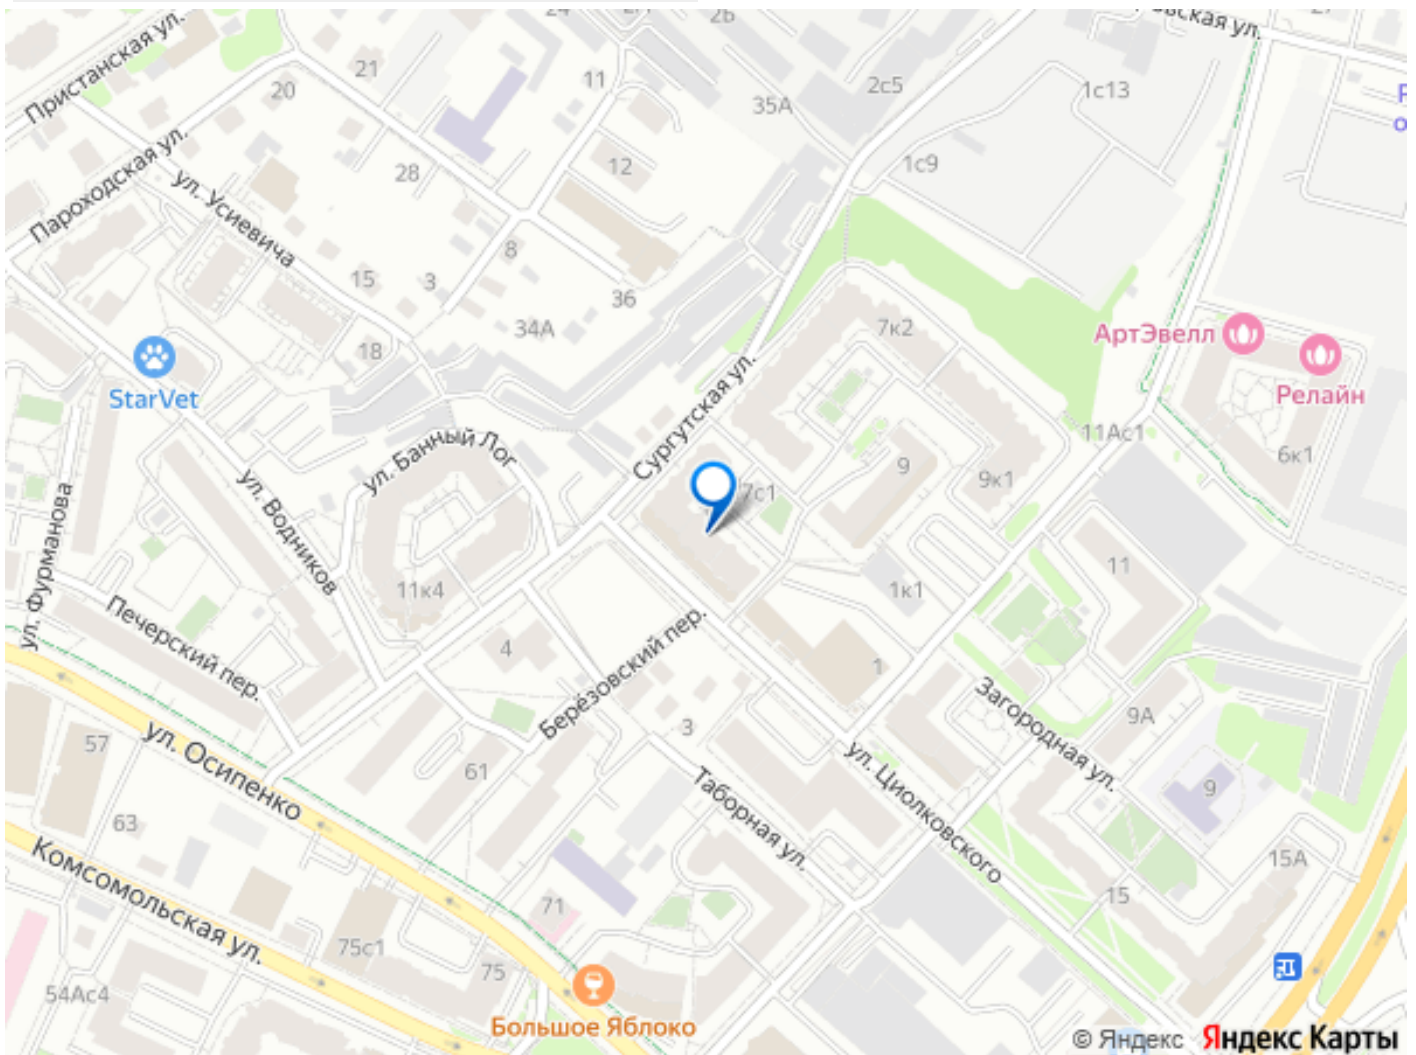 24
2Б
27
Пристанская ул.
21
20
11
35А
2с5
1с13
Пароходская ул.
ул. Усиевича
28
12
1с9
8
15
3
36
34А
18
7к2
АртЭвелл
Релайн
StarVet
Сургутская ул.
ул. Банный Лог
11Ас1
6к1
9
9к1
7с1
ул. Фурманова
ул. Водников
11к4
1к1
11
Печерский пер.
4
Берёзовский пер.
1
Загородная ул.
9А
57
ул. Осипенко
61
3
Таборная ул.
ул. Циолковского
9
63
Комсомольская ул.
15А
15
71
75с1
75
54Ас4
Большое Яблоко
© Яндекс Яндекс Карты